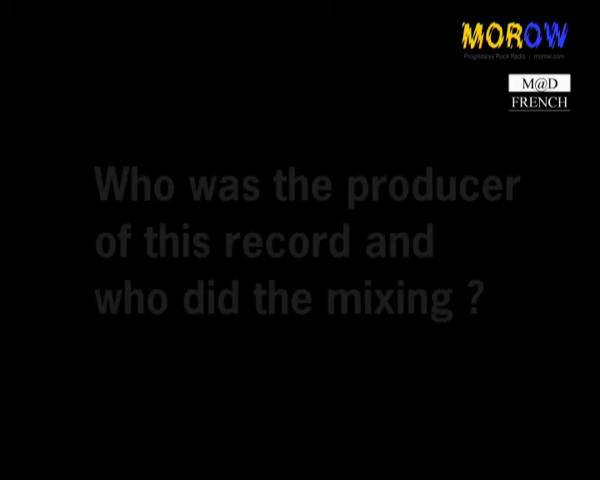 MOROW
Progressive Rock Radio - morow.com
M@D
FRENCH
Who was the producer
of this record and
who did the mixing ?